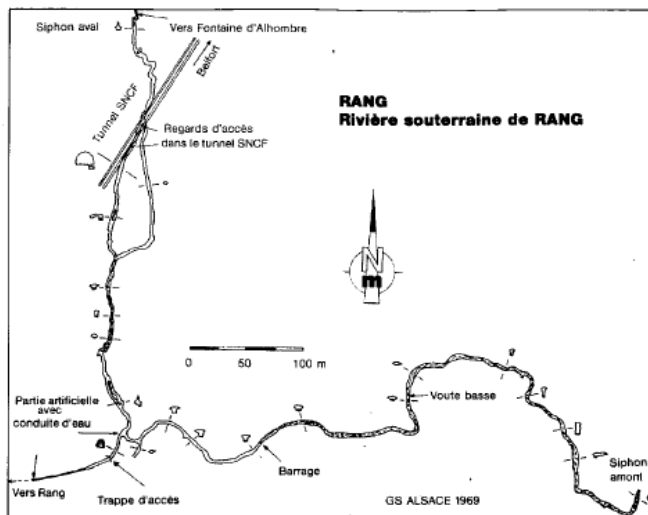 Siphon aval
Vers Fontaine d'Alhombre
Belfort
Tunnel SNCF
RANG
Rivière souterraine de RANG
Regards d'accès
dans le tunnel SNCF
N
m
0 50 100 m
Partie artificielle
avec
conduite d'eau
Voute basse
Barrage
Siphon
amont
Vers Rang
Trappe d'accès
GS ALSACE 1969